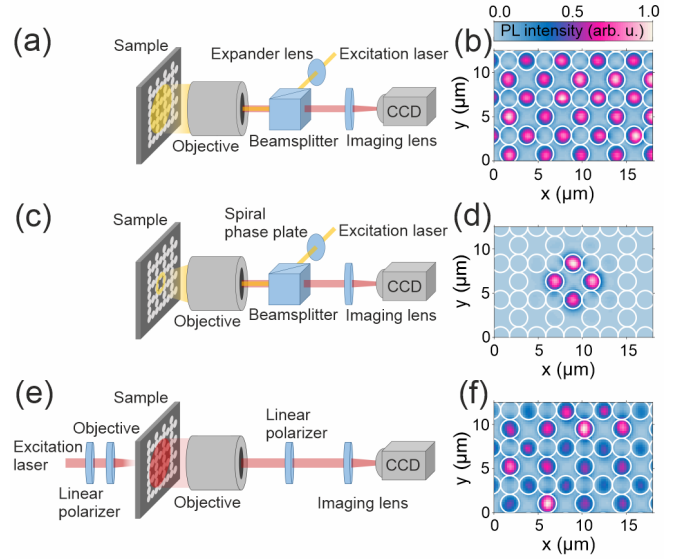 (a)
Sample
Expander lens
Excitation laser
CCD
Objective
Beamsplitter
Imaging lens
0.0 0.5 1.0
PL intensity (arb. u.)
(b)
y (µm)
10
5
0
0 5 10 15
x (µm)
(c)
Sample
Spiral
phase plate
Excitation laser
CCD
Objective
Beamsplitter
Imaging lens
(d)
y (µm)
10
5
0
0 5 10 15
x (µm)
(e)
Sample
Objective
Excitation
laser
Linear
polarizer
Objective
Linear
polarizer
CCD
Imaging lens
(f)
y (µm)
10
5
0
0 5 10 15
x (µm)